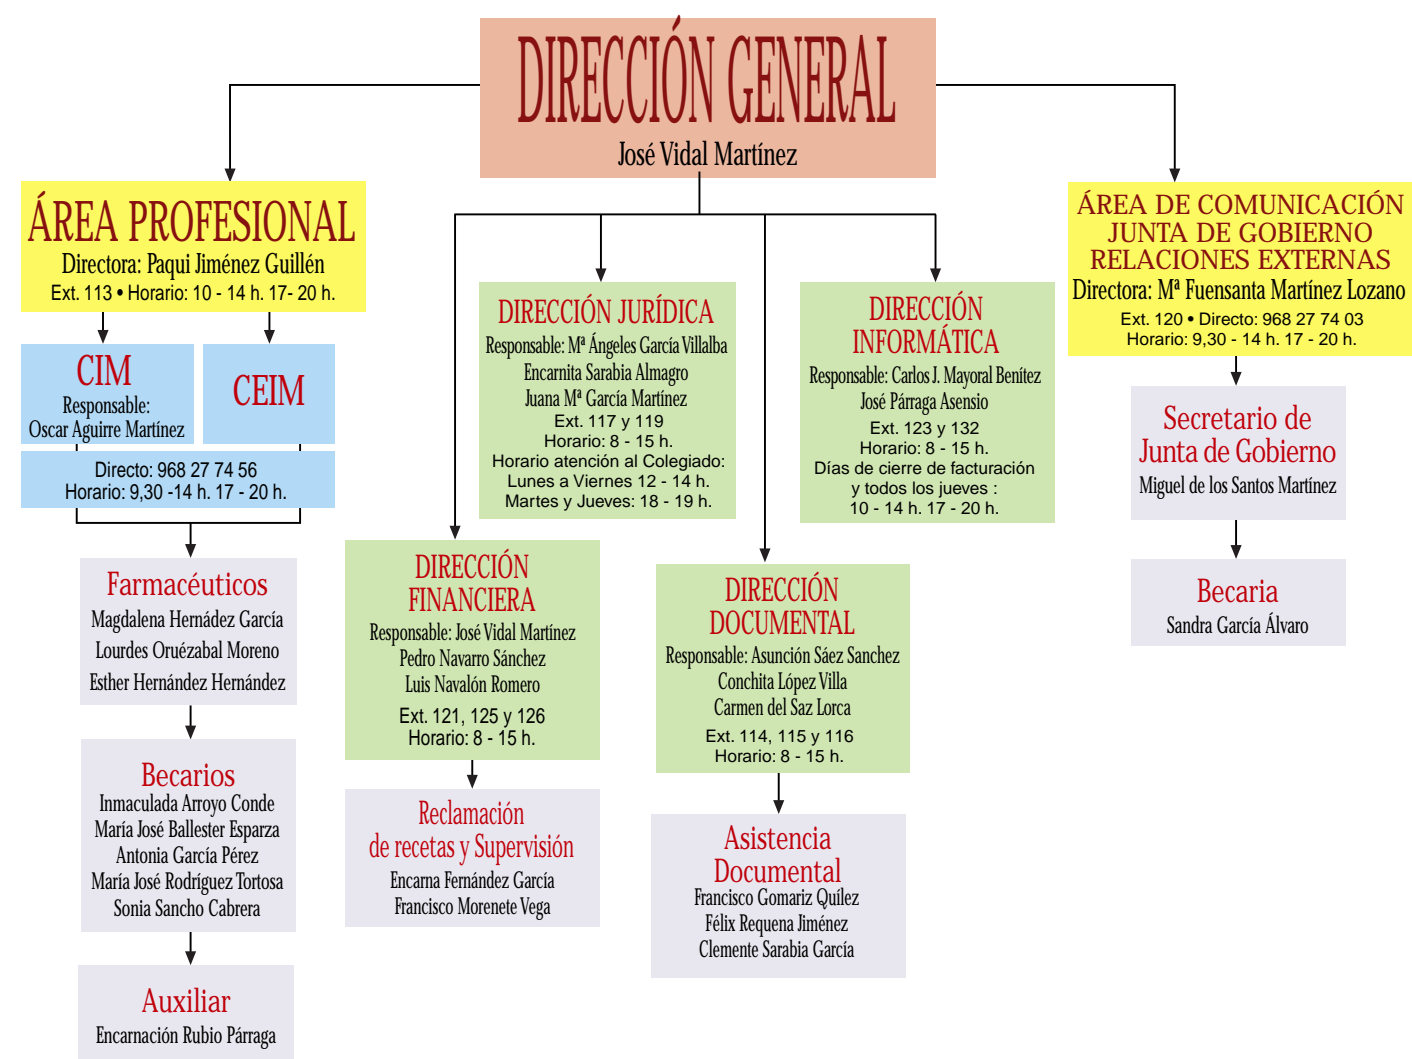 DIRECCIÓN GENERAL
José Vidal Martínez
ÁREA PROFESIONAL
Directora: Paqui Jiménez Guillén
Ext. 113 • Horario: 10 - 14 h. 17- 20 h.
CIM
Responsable:
Oscar Aguirre Martínez
CEIM
Directo: 968 27 74 56
Horario: 9,30 -14 h. 17 - 20 h.
Farmacéuticos
Magdalena Hernádez García
Lourdes Oruézabal Moreno
Esther Hernández Hernández
Becarios
Inmaculada Arroyo Conde
María José Ballester Esparza
Antonia García Pérez
María José Rodríguez Tortosa
Sonia Sancho Cabrera
Auxiliar
Encarnación Rubio Párraga
DIRECCIÓN JURÍDICA
Responsable: Mª Ángeles García Villalba
Encarnita Sarabia Almagro
Juana Mª García Martínez
Ext. 117 y 119
Horario: 8 - 15 h.
Horario atención al Colegiado:
Lunes a Viernes 12 - 14 h.
Martes y Jueves: 18 - 19 h.
DIRECCIÓN
INFORMÁTICA
Responsable: Carlos J. Mayoral Benítez
José Párraga Asensio
Ext. 123 y 132
Horario: 8 - 15 h.
Días de cierre de facturación
y todos los jueves :
10 - 14 h. 17 - 20 h.
DIRECCIÓN
FINANCIERA
Responsable: José Vidal Martínez
Pedro Navarro Sánchez
Luis Navalón Romero
Ext. 121, 125 y 126
Horario: 8 - 15 h.
Reclamación
de recetas y Supervisión
Encarna Fernández García
Francisco Morenete Vega
DIRECCIÓN
DOCUMENTAL
Responsable: Asunción Sáez Sanchez
Conchita López Villa
Carmen del Saz Lorca
Ext. 114, 115 y 116
Horario: 8 - 15 h.
Asistencia
Documental
Francisco Gomariz Quílez
Félix Requena Jiménez
Clemente Sarabia García
ÁREA DE COMUNICACIÓN
JUNTA DE GOBIERNO
RELACIONES EXTERNAS
Directora: Mª Fuensanta Martínez Lozano
Ext. 120 • Directo: 968 27 74 03
Horario: 9,30 - 14 h. 17 - 20 h.
Secretario de
Junta de Gobierno
Miguel de los Santos Martínez
Becaria
Sandra García Álvaro